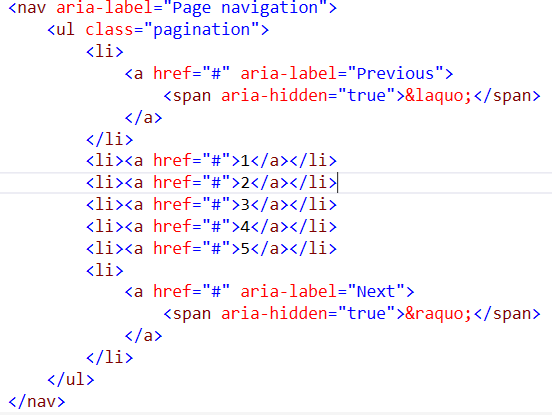 <nav aria-label="Page navigation">
    <ul class="pagination">
        <li>
            <a href="#" aria-label="Previous">
                <span aria-hidden="true">&laquo;</span>
            </a>
        </li>
        <li><a href="#">1</a></li>
        <li><a href="#">2</a></li>
        <li><a href="#">3</a></li>
        <li><a href="#">4</a></li>
        <li><a href="#">5</a></li>
        <li>
            <a href="#" aria-label="Next">
                <span aria-hidden="true">&raquo;</span>
            </a>
        </li>
    </ul>
</nav>